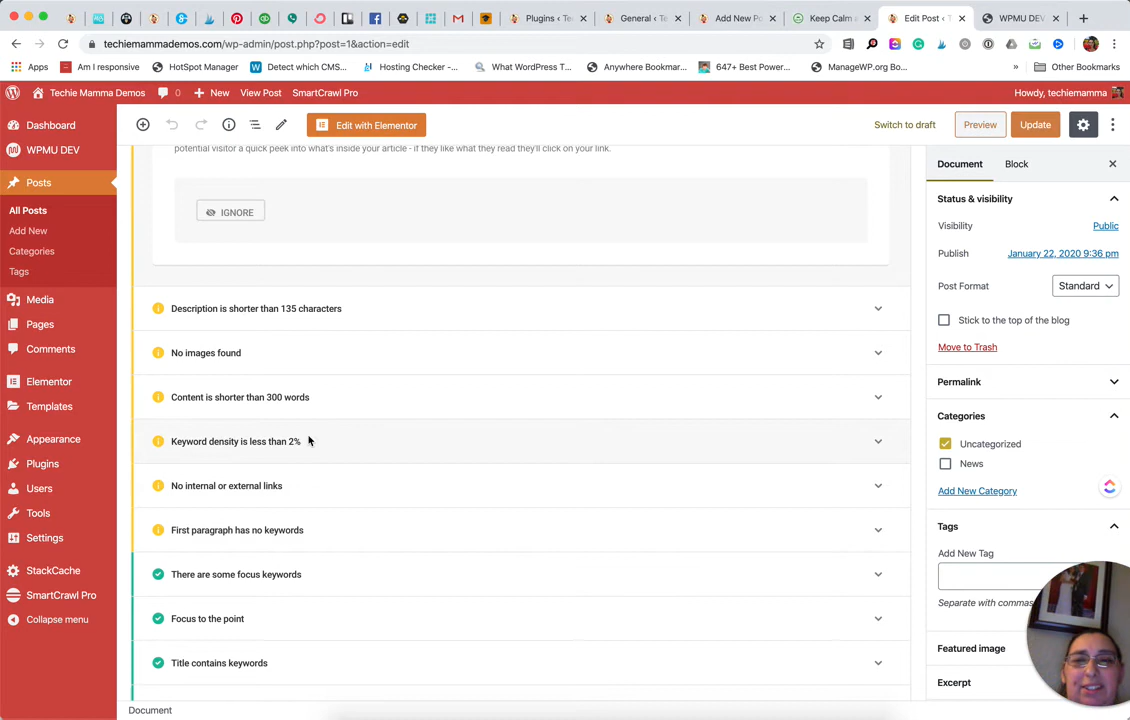 Plugins ‹ Te
General ‹ Te
Add New Po
Keep Calm a
Edit Post ‹ T
WPMU DEV
techiemammademos.com/wp-admin/post.php?post=1&action=edit
Apps
Am I responsive
HotSpot Manager
Detect which CMS...
Hosting Checker -...
What WordPress T...
Anywhere Bookmar...
647+ Best Power...
ManageWP.org Bo...
»
Other Bookmarks
Techie Mamma Demos
0
New
View Post
SmartCrawl Pro
Howdy, techiemamma
Dashboard
WPMU DEV
Posts
All Posts
Add New
Categories
Tags
Media
Pages
Comments
Elementor
Templates
Appearance
Plugins
Users
Tools
Settings
StackCache
SmartCrawl Pro
Collapse menu
Edit with Elementor
Switch to draft
Preview
Update
potential visitor a quick peek into what's inside your article - if they like what they read they'll click on your link.
IGNORE
Description is shorter than 135 characters
No images found
Content is shorter than 300 words
Keyword density is less than 2%
No internal or external links
First paragraph has no keywords
There are some focus keywords
Focus to the point
Title contains keywords
Document
Document
Block
Status & visibility
Visibility
Public
Publish
January 22, 2020 9:36 pm
Post Format
Standard
Stick to the top of the blog
Move to Trash
Permalink
Categories
Uncategorized
News
Add New Category
Tags
Add New Tag
Separate with commas
Featured image
Excerpt